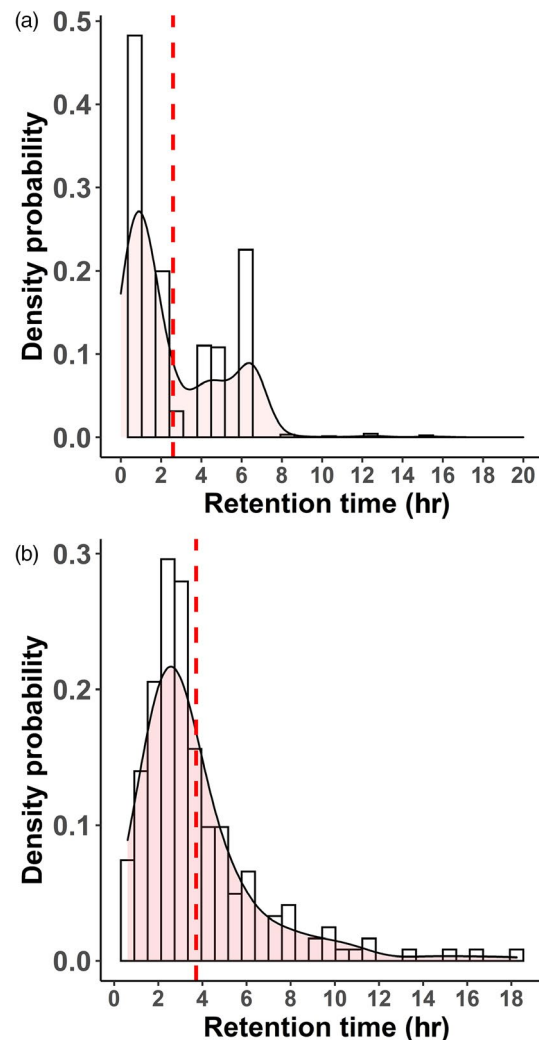 (a)
Density probability
0.5
0.4
0.3
0.2
0.1
0.0
0 2 4 6 8 10 12 14 16 18 20
Retention time (hr)
(b)
Density probability
0.3
0.2
0.1
0.0
0 2 4 6 8 10 12 14 16 18
Retention time (hr)